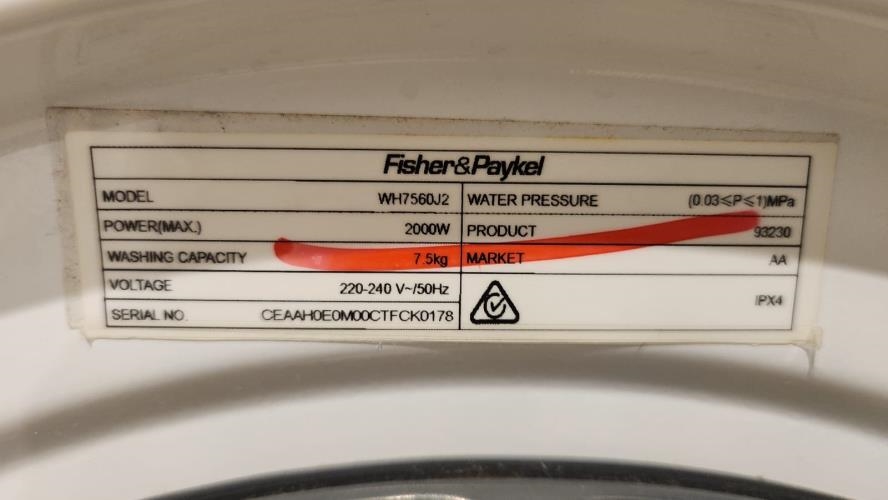 Fisher&Paykel
MODEL WH7560J2 WATER PRESSURE (0.03≤P≤1)MPa
POWER(MAX.) 2000W PRODUCT 93230
WASHING CAPACITY 7.5kg MARKET AA
VOLTAGE 220-240 V~/50Hz IPX4
SERIAL NO. CEAAH0E0M00CTFCK0178